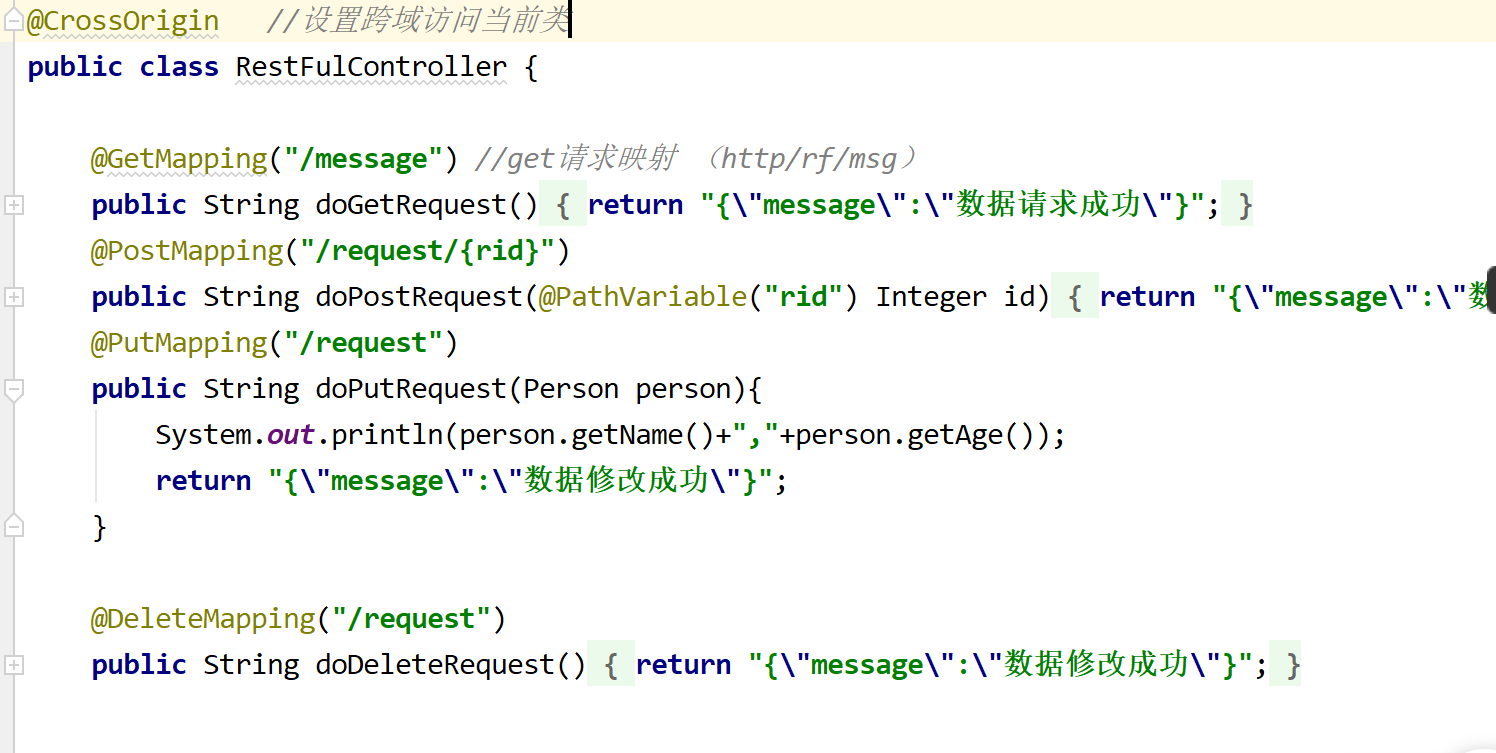 @CrossOrigin   //设置跨域访问当前类
public class RestFulController {
    @GetMapping("/message") //get请求映射 （http/rf/msg）
    public String doGetRequest() { return "{\"message\":\"数据请求成功\"}"; }
    @PostMapping("/request/{rid}")
    public String doPostRequest(@PathVariable("rid") Integer id) { return "{\"message\":\"数
    @PutMapping("/request")
    public String doPutRequest(Person person){
        System.out.println(person.getName()+","+person.getAge());
        return "{\"message\":\"数据修改成功\"}";
    }
    @DeleteMapping("/request")
    public String doDeleteRequest() { return "{\"message\":\"数据修改成功\"}"; }